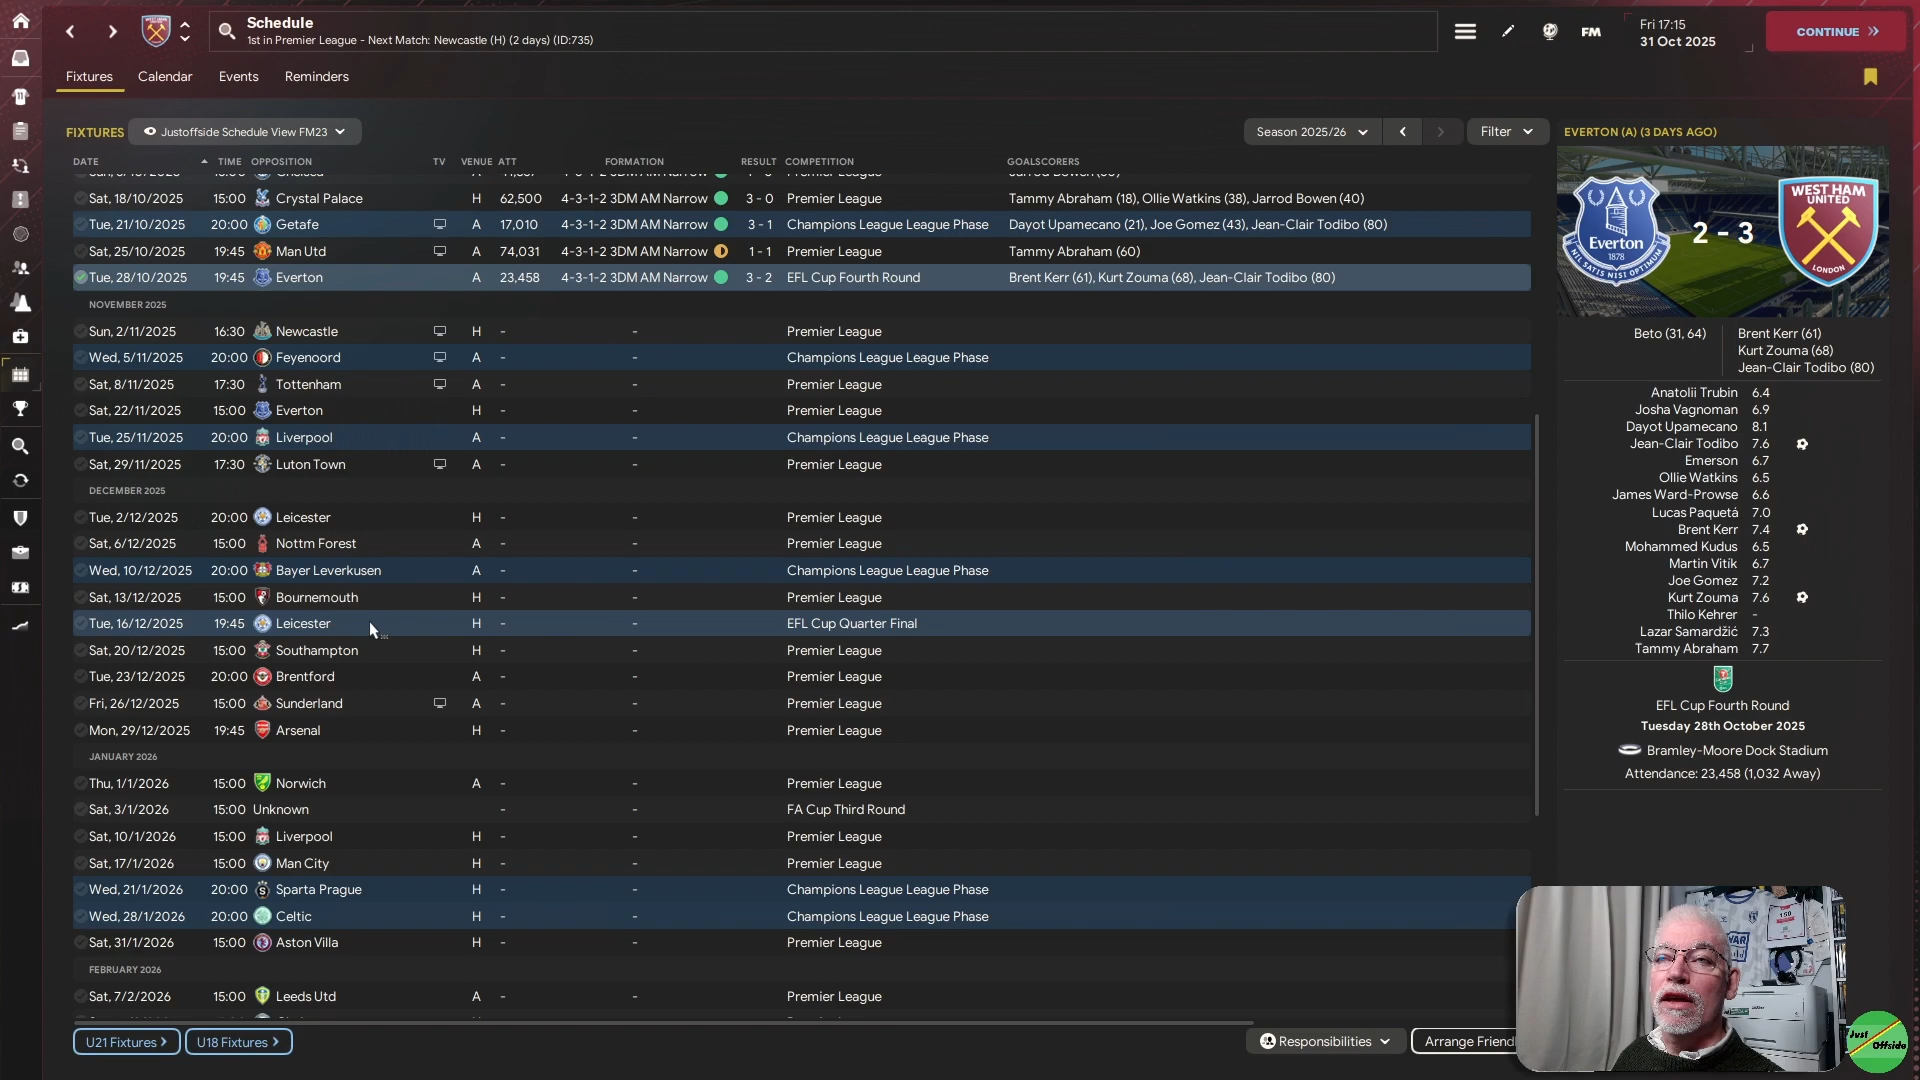 Schedule
1st in Premier League - Next Match: Newcastle (H) (2 days) (ID:735)
FM
Fri 17:15
31 Oct 2025
CONTINUE
Fixtures Calendar Events Reminders
FIXTURES Justoffside Schedule View FM23 Season 2025/26 Filter
DATE TIME OPPOSITION TV VENUE ATT FORMATION RESULT COMPETITION GOALSCORERS
Sat, 18/10/2025 15:00 Crystal Palace H 62,500 4-3-1-2 3DM AM Narrow 3 - 0 Premier League Tammy Abraham (18), Ollie Watkins (38), Jarrod Bowen (40)
Tue, 21/10/2025 20:00 Getafe A 17,010 4-3-1-2 3DM AM Narrow 3 - 1 Champions League League Phase Dayot Upamecano (21), Joe Gomez (43), Jean-Clair Todibo (80)
Sat, 25/10/2025 19:45 Man Utd A 74,031 4-3-1-2 3DM AM Narrow 1 - 1 Premier League Tammy Abraham (60)
Tue, 28/10/2025 19:45 Everton A 23,458 4-3-1-2 3DM AM Narrow 3 - 2 EFL Cup Fourth Round Brent Kerr (61), Kurt Zouma (68), Jean-Clair Todibo (80)
NOVEMBER 2025
Sun, 2/11/2025 16:30 Newcastle H - - Premier League
Wed, 5/11/2025 20:00 Feyenoord A - - Champions League League Phase
Sat, 8/11/2025 17:30 Tottenham A - - Premier League
Sat, 22/11/2025 15:00 Everton H - - Premier League
Tue, 25/11/2025 20:00 Liverpool A - - Champions League League Phase
Sat, 29/11/2025 17:30 Luton Town A - - Premier League
DECEMBER 2025
Tue, 2/12/2025 20:00 Leicester H - - Premier League
Sat, 6/12/2025 15:00 Nottm Forest A - - Premier League
Wed, 10/12/2025 20:00 Bayer Leverkusen A - - Champions League League Phase
Sat, 13/12/2025 15:00 Bournemouth H - - Premier League
Tue, 16/12/2025 19:45 Leicester H - - EFL Cup Quarter Final
Sat, 20/12/2025 15:00 Southampton H - - Premier League
Tue, 23/12/2025 20:00 Brentford A - - Premier League
Fri, 26/12/2025 15:00 Sunderland A - - Premier League
Mon, 29/12/2025 19:45 Arsenal H - - Premier League
JANUARY 2026
Thu, 1/1/2026 15:00 Norwich A - - Premier League
Sat, 3/1/2026 15:00 Unknown - - FA Cup Third Round
Sat, 10/1/2026 15:00 Liverpool H - - Premier League
Sat, 17/1/2026 15:00 Man City H - - Premier League
Wed, 21/1/2026 20:00 Sparta Prague H - - Champions League League Phase
Wed, 28/1/2026 20:00 Celtic H - - Champions League League Phase
Sat, 31/1/2026 15:00 Aston Villa H - - Premier League
FEBRUARY 2026
Sat, 7/2/2026 15:00 Leeds Utd A - - Premier League
U21 Fixtures U18 Fixtures Responsibilities Arrange Friend
EVERTON (A) (3 DAYS AGO)
Everton
1878
NIL SATIS NISI OPTIMUM
2 - 3
WEST HAM
UNITED
LONDON
Beto (31, 64) Brent Kerr (61)
Kurt Zouma (68)
Jean-Clair Todibo (80)
Anatolii Trubin 6.4
Josha Vagnoman 6.9
Dayot Upamecano 8.1
Jean-Clair Todibo 7.6
Emerson 6.7
Ollie Watkins 6.5
James Ward-Prowse 6.6
Lucas Paquetá 7.0
Brent Kerr 7.4
Mohammed Kudus 6.5
Martin Vitík 6.7
Joe Gomez 7.2
Kurt Zouma 7.6
Thilo Kehrer -
Lazar Samardžić 7.3
Tammy Abraham 7.7
EFL Cup Fourth Round
Tuesday 28th October 2025
Bramley-Moore Dock Stadium
Attendance: 23,458 (1,032 Away)
150
Just
Offside